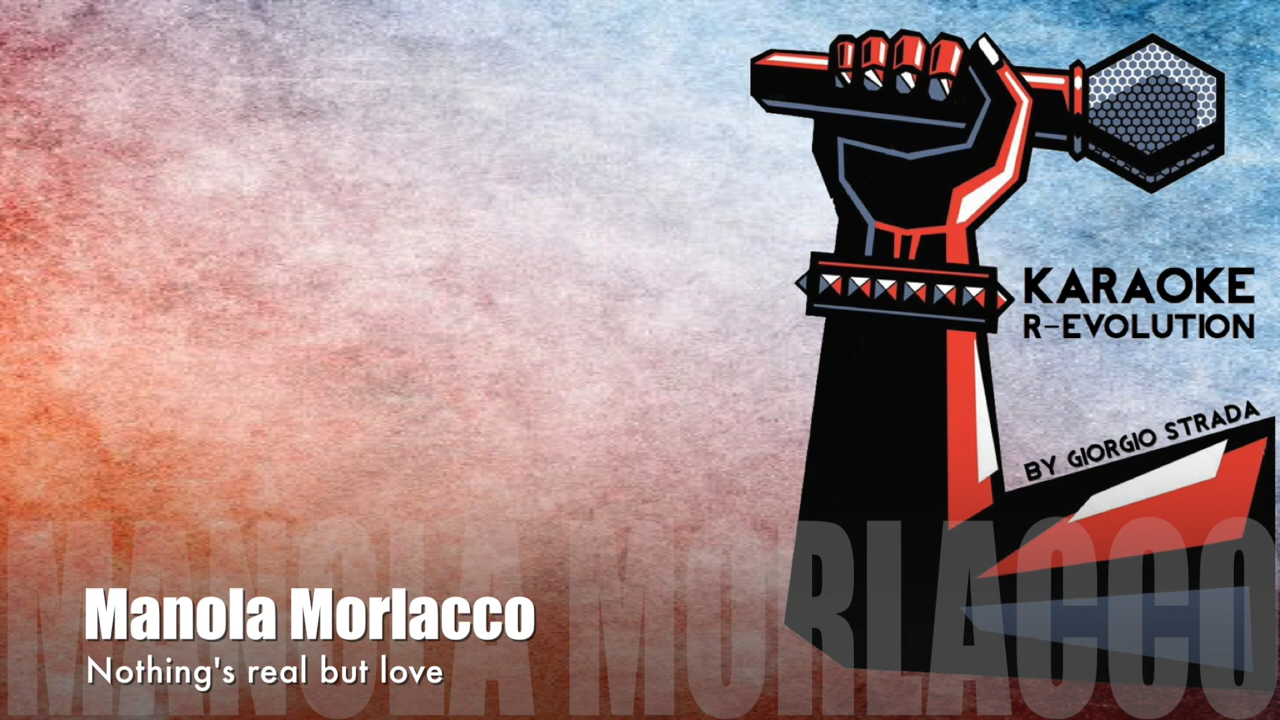 KARAOKE
R-EVOLUTION
BY GIORGIO STRADA
MANOLA MORLACCO
Manola Morlacco
Nothing's real but love